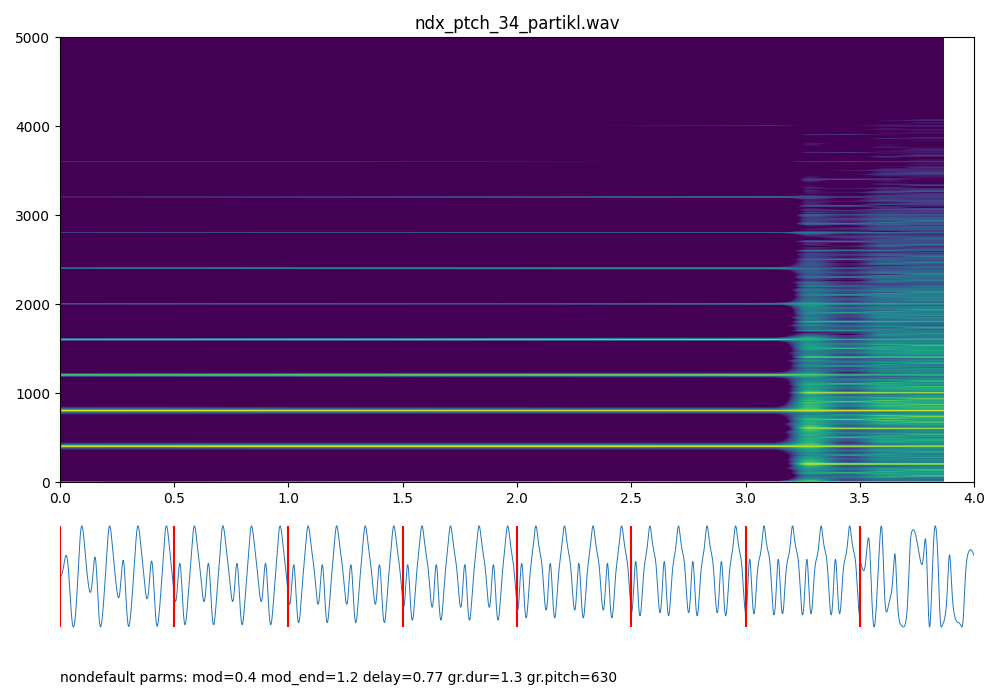 ndx_ptch_34_partikl.wav
5000
4000
3000
2000
1000
0
0.0 0.5 1.0 1.5 2.0 2.5 3.0 3.5 4.0
nondefault parms: mod=0.4 mod_end=1.2 delay=0.77 gr.dur=1.3 gr.pitch=630